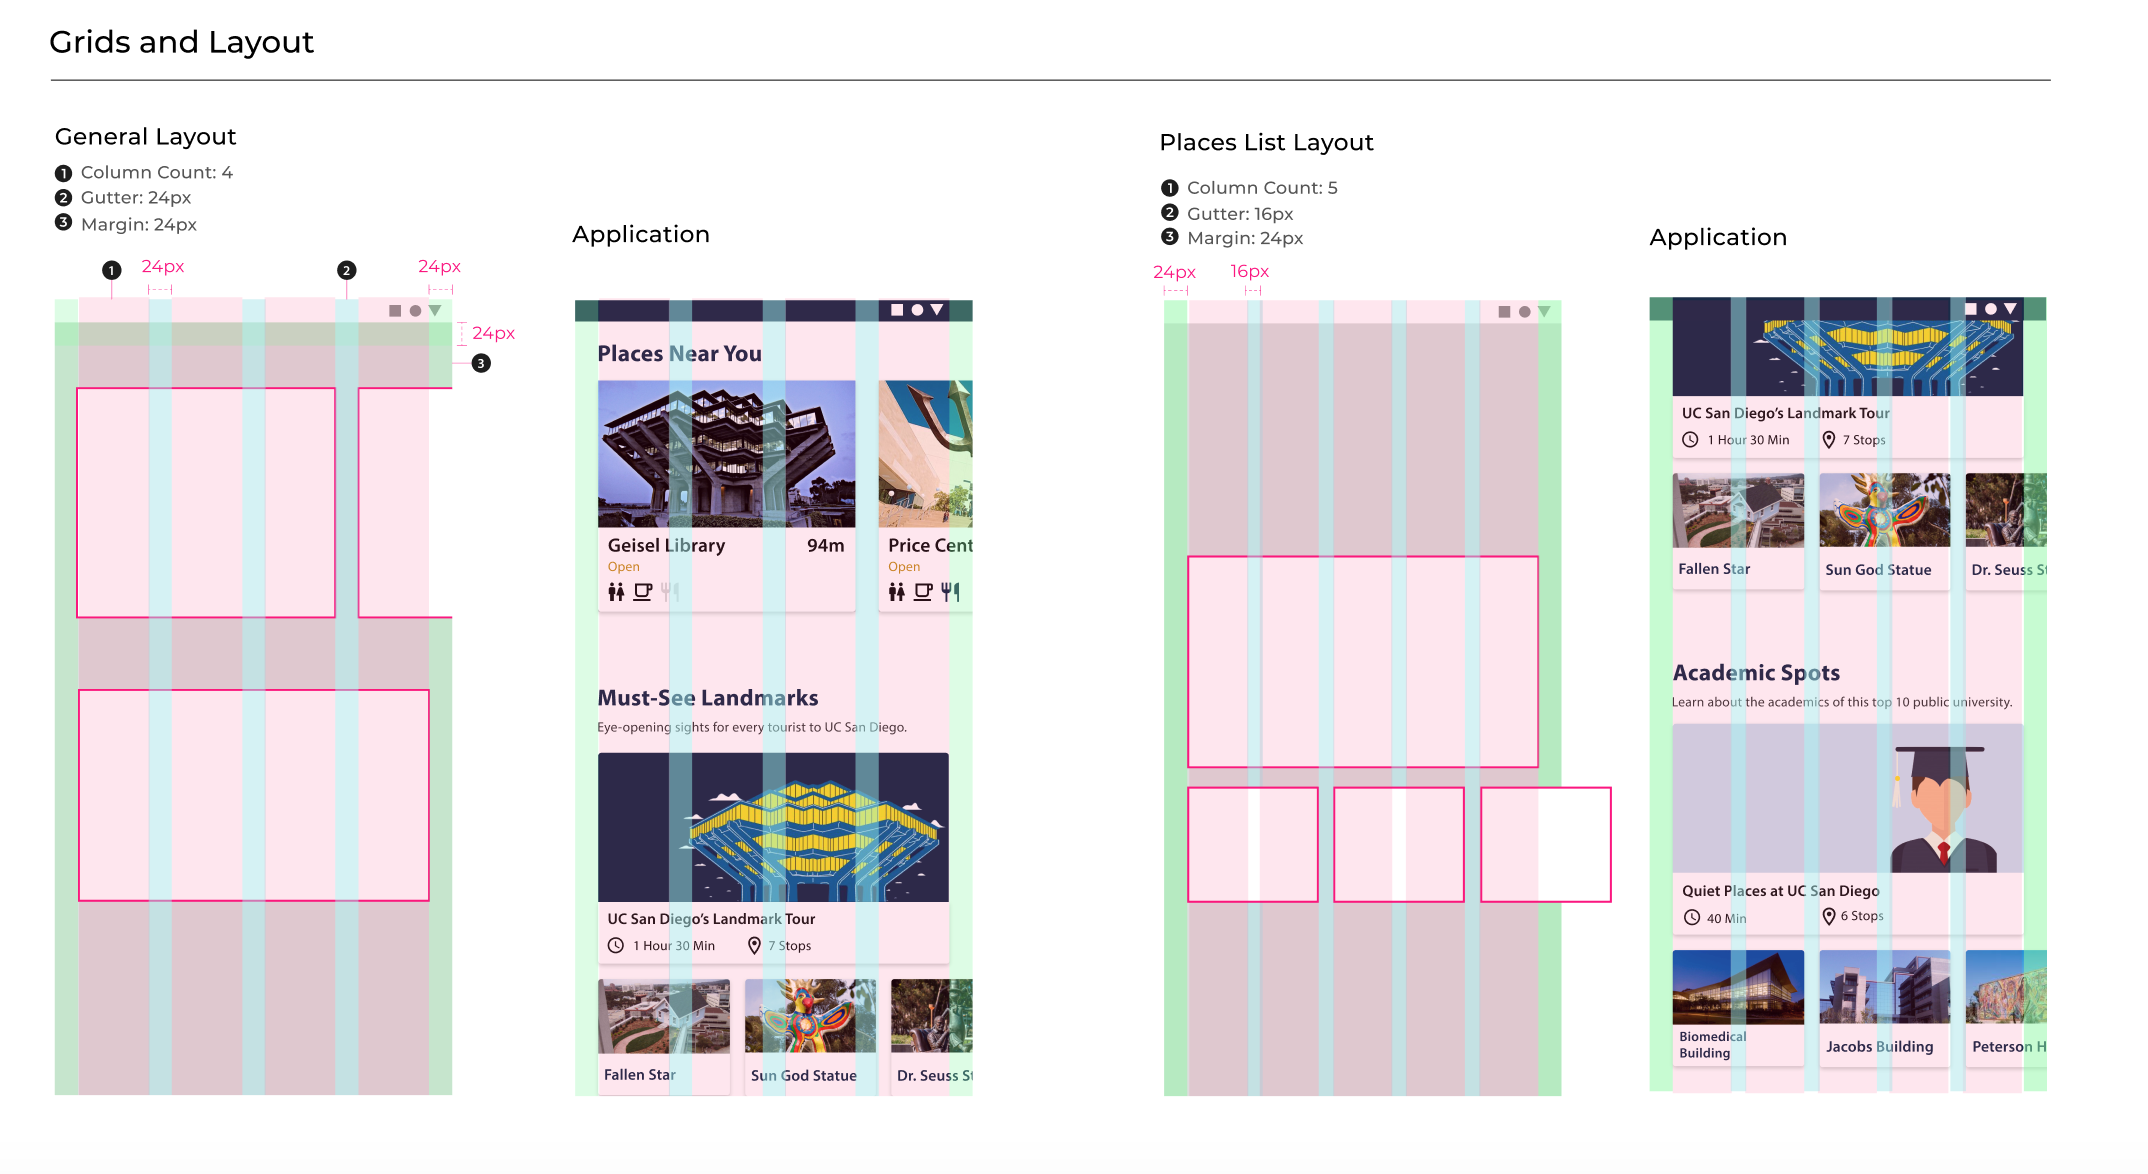 Grids and Layout
General Layout
1 Column Count: 4
2 Gutter: 24px
3 Margin: 24px
1
24px
2
24px
24px
3
Application
Places Near You
Geisel Library 94m
Open
Price Cent
Open
Must-See Landmarks
Eye-opening sights for every tourist to UC San Diego.
UC San Diego's Landmark Tour
1 Hour 30 Min 7 Stops
Fallen Star
Sun God Statue
Dr. Seuss St
Places List Layout
1 Column Count: 5
2 Gutter: 16px
3 Margin: 24px
24px
16px
Application
UC San Diego's Landmark Tour
1 Hour 30 Min 7 Stops
Fallen Star
Sun God Statue
Dr. Seuss St
Academic Spots
Learn about the academics of this top 10 public university.
Quiet Places at UC San Diego
40 Min 6 Stops
Biomedical
Building
Jacobs Building
Peterson H